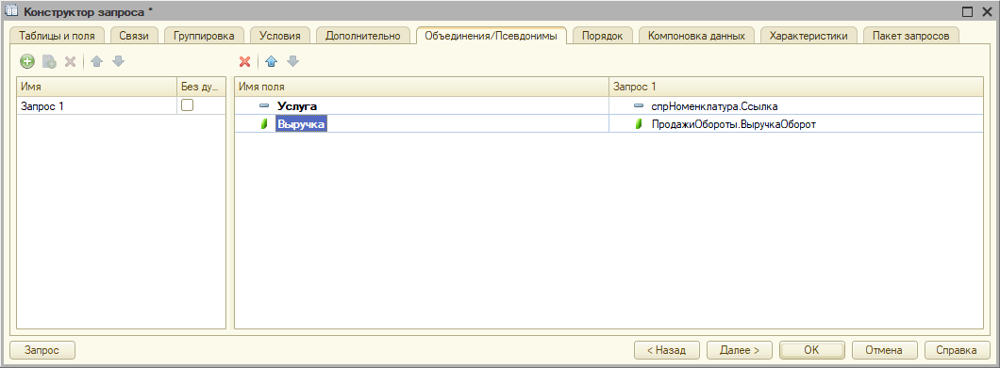 Конструктор запроса *
Таблицы и поля Связи Группировка Условия Дополнительно Объединения/Псевдонимы Порядок Компоновка данных Характеристики Пакет запросов
Имя Без ду... Имя поля Запрос 1
Запрос 1 Услуга спрНоменклатура.Ссылка
Выручка ПродажиОбороты.ВыручкаОборот
Запрос < Назад Далее > ОК Отмена Справка